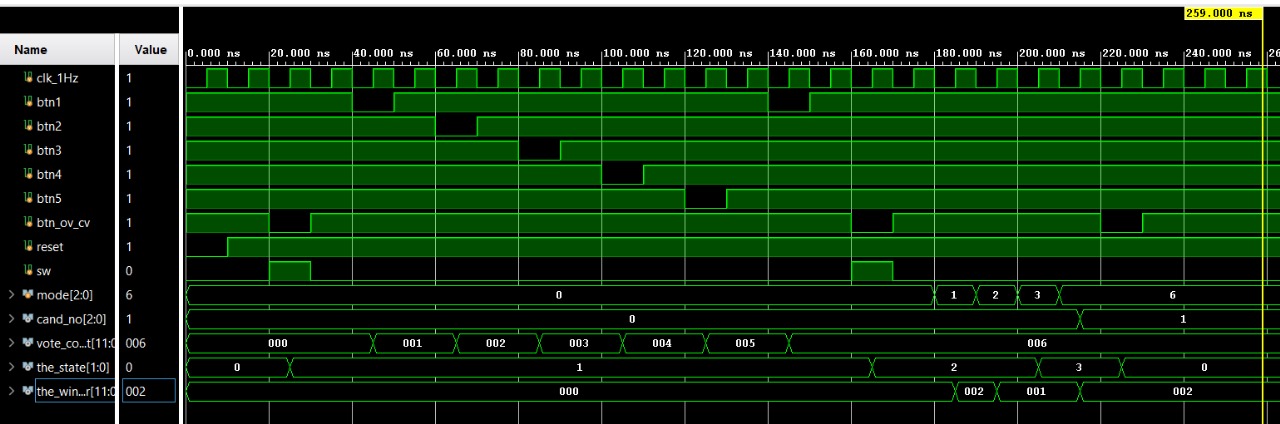 259.000 ns
Name Value
0.000 ns 20.000 ns 40.000 ns 60.000 ns 80.000 ns 100.000 ns 120.000 ns 140.000 ns 160.000 ns 180.000 ns 200.000 ns 220.000 ns 240.000 ns 26
clk_1Hz 1
btn1 1
btn2 1
btn3 1
btn4 1
btn5 1
btn_ov_cv 1
reset 1
sw 0
mode[2:0] 6 0 1 2 3 6
cand_no[2:0] 1 0 1
vote_co...t[11:0 006 000 001 002 003 004 005 006
the_state[1:0] 0 0 1 2 3 0
the_win...r[11:0 002 000 002 001 002